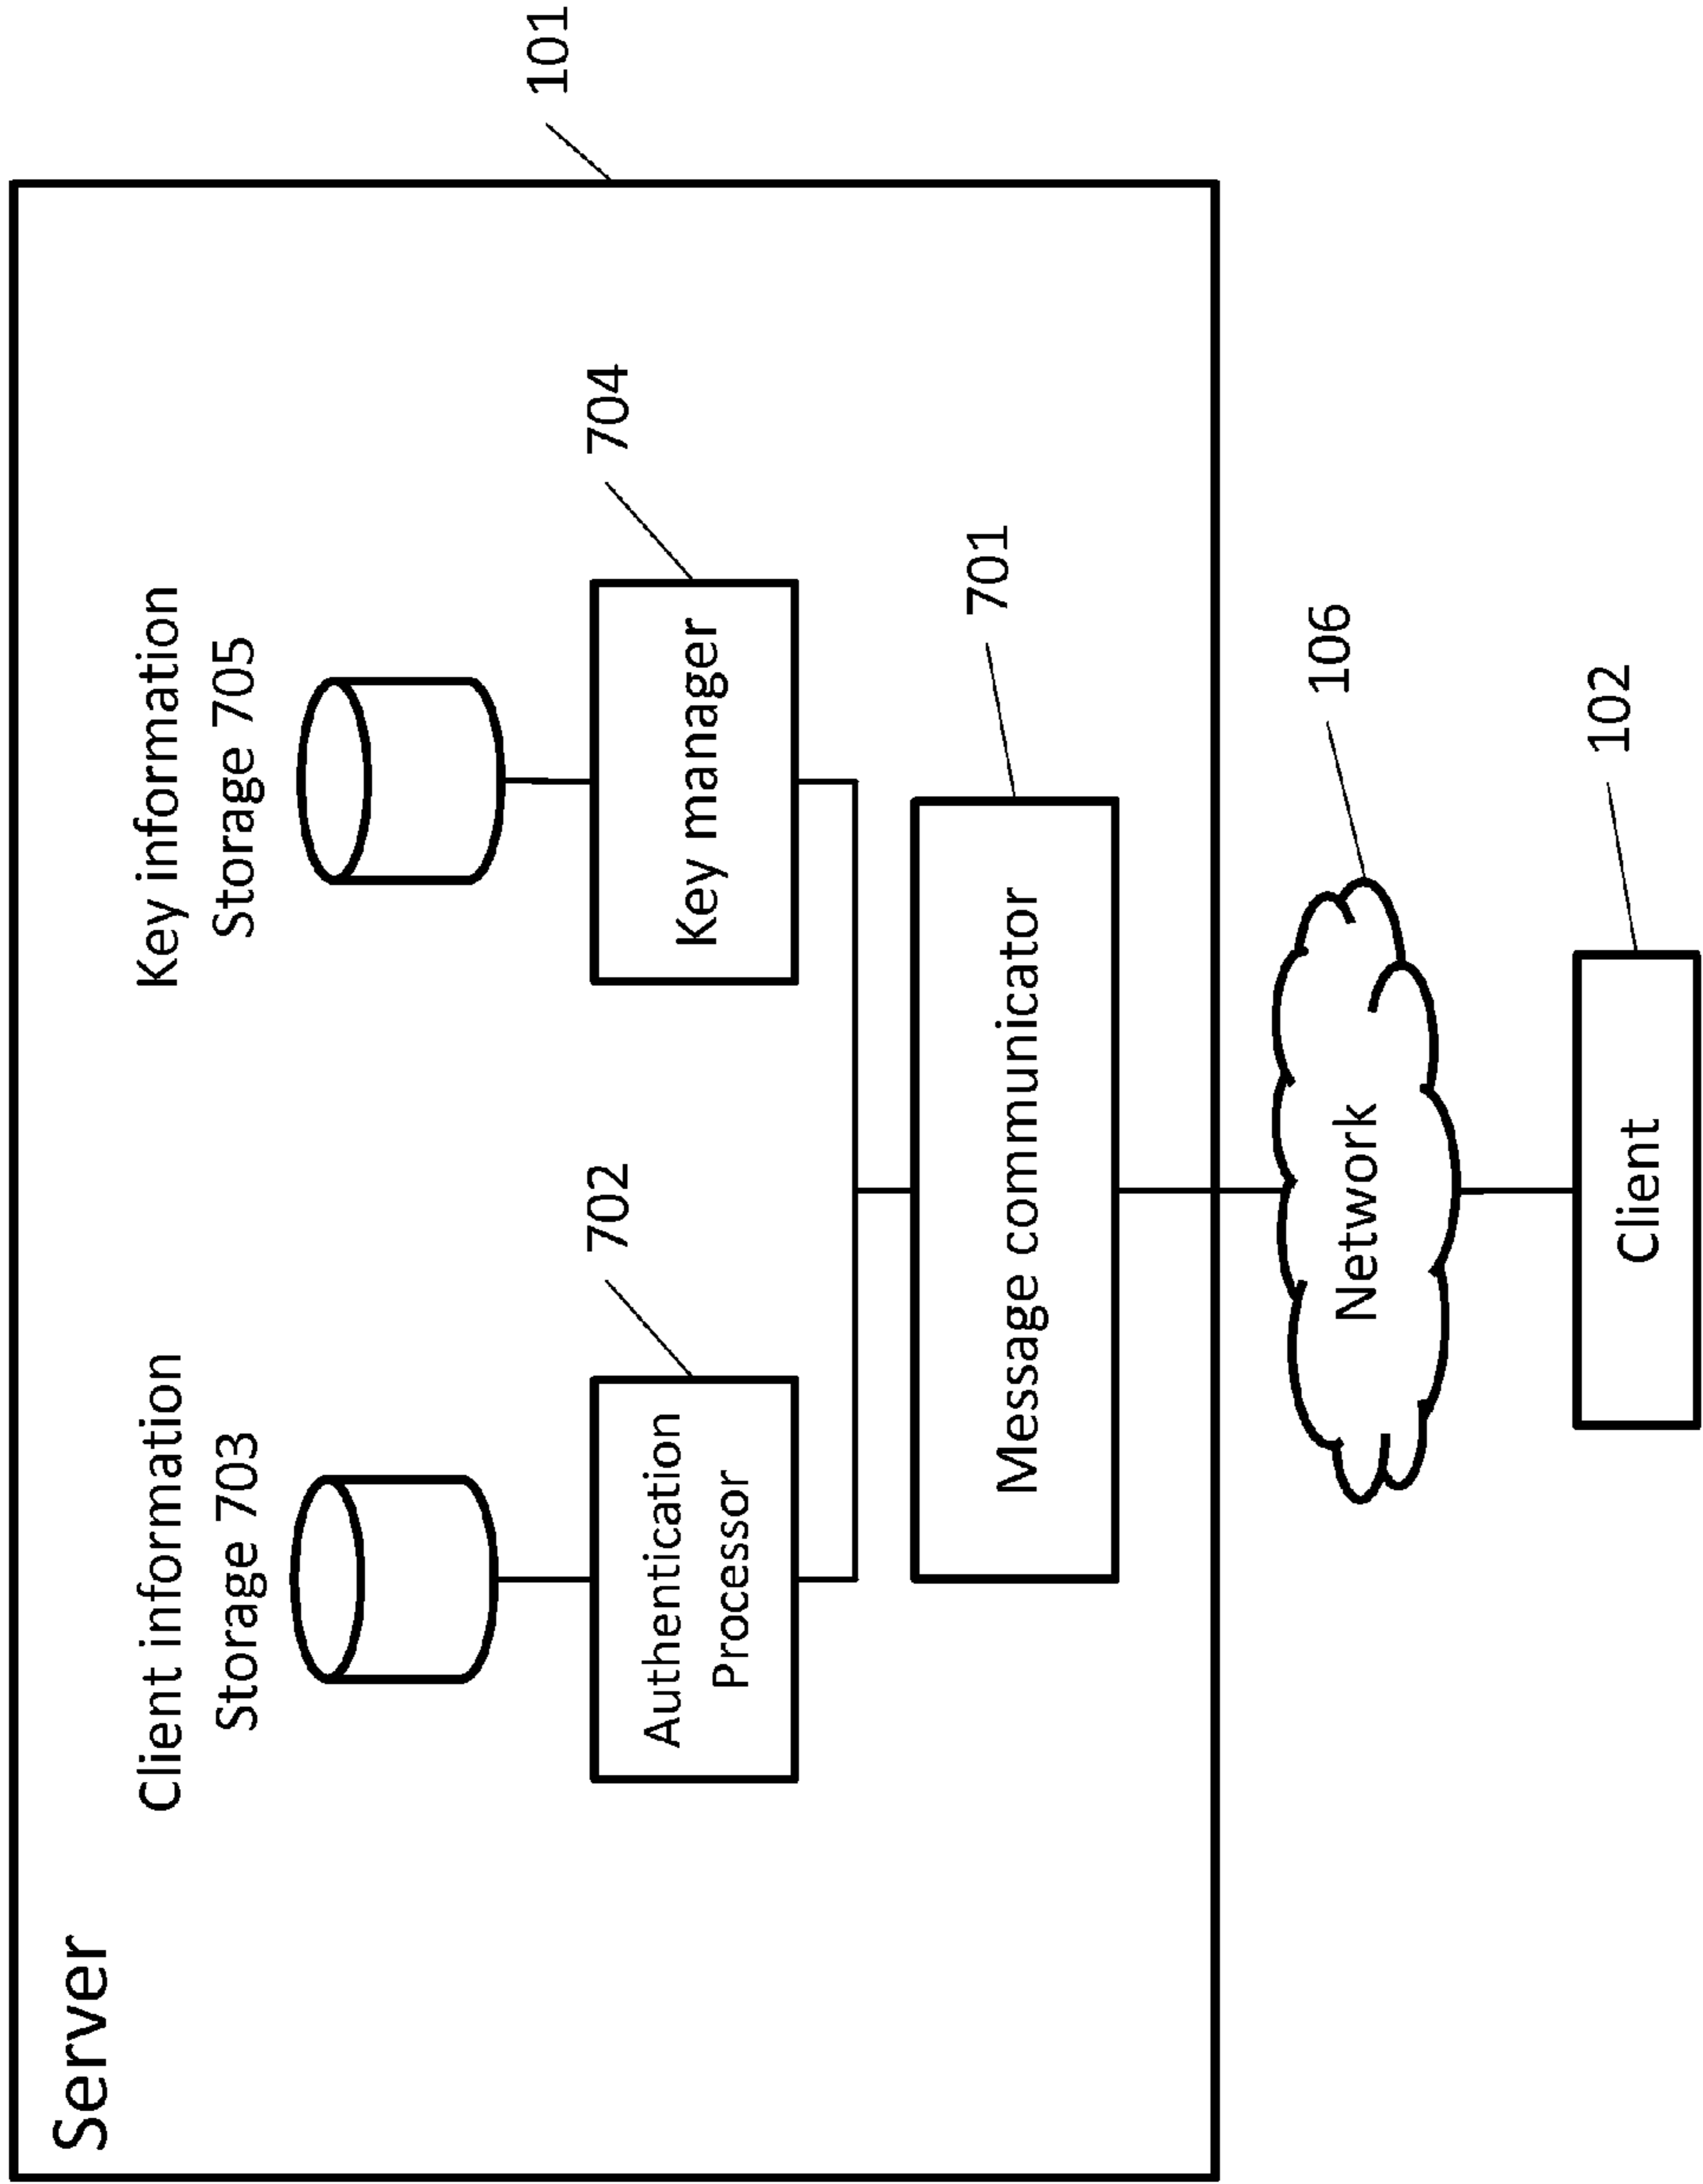 Server
101
Client information
Storage 703
Key information
Storage 705
702
Authentication
Processor
704
Key manager
701
Message communicator
106
Network
102
Client